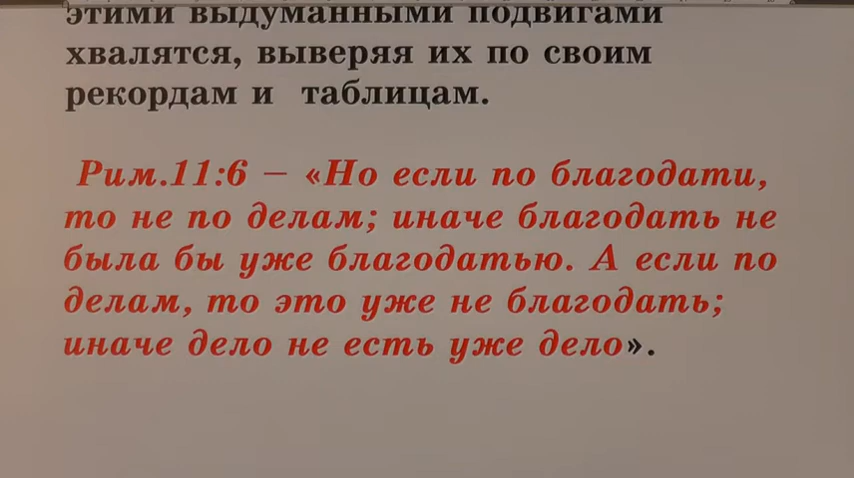 этими выдуманными подвигами
хвалятся, выверяя их по своим
рекордам и таблицам.
Рим.11:6 – «Но если по благодати,
то не по делам; иначе благодать не
была бы уже благодатью. А если по
делам, то это уже не благодать;
иначе дело не есть уже дело».